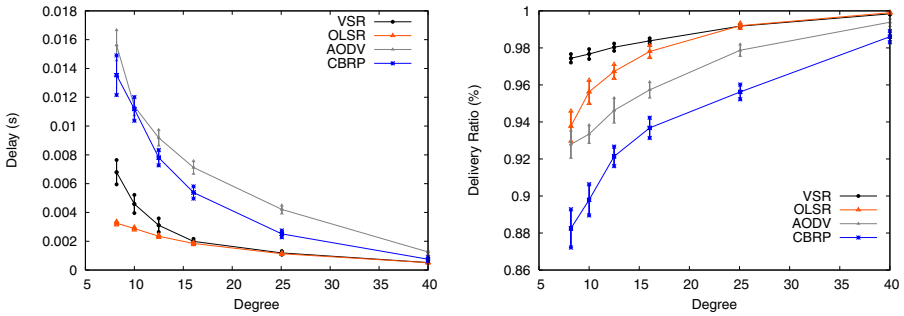 0.018
0.016
0.014
0.012
0.01
0.008
0.006
0.004
0.002
0
5
10
15
20
25
30
35
40
Delay (s)
Degree
VSR
OLSR
AODV
CBRP
1
0.98
0.96
0.94
0.92
0.9
0.88
0.86
5
10
15
20
25
30
35
40
Delivery Ratio (%)
Degree
VSR
OLSR
AODV
CBRP